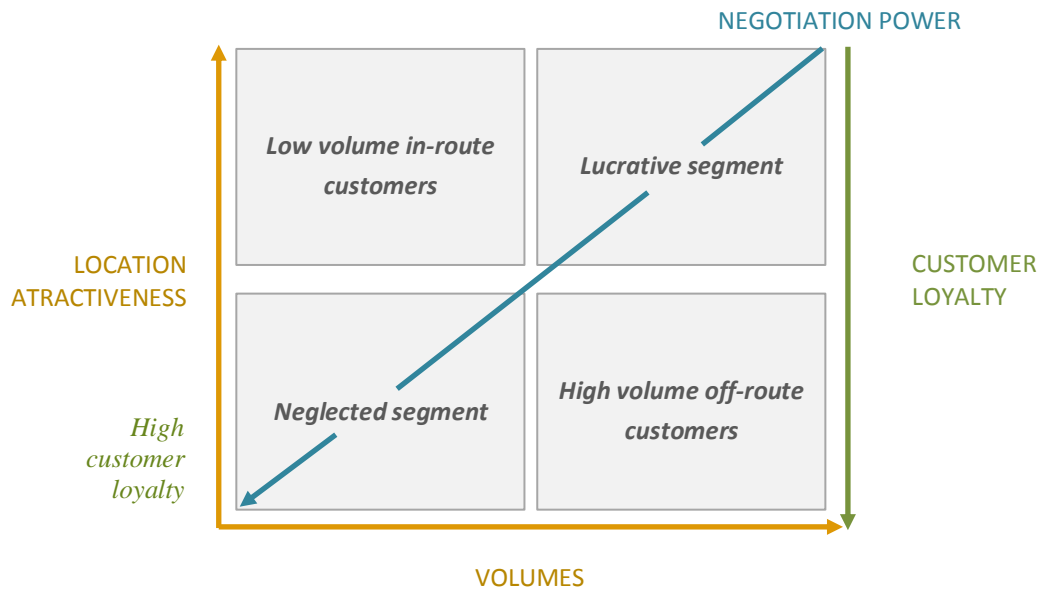 NEGOTIATION POWER
Low volume in-route
customers
Lucrative segment
LOCATION
ATRACTIVENESS
CUSTOMER
LOYALTY
Neglected segment
High volume off-route
customers
High
customer
loyalty
VOLUMES